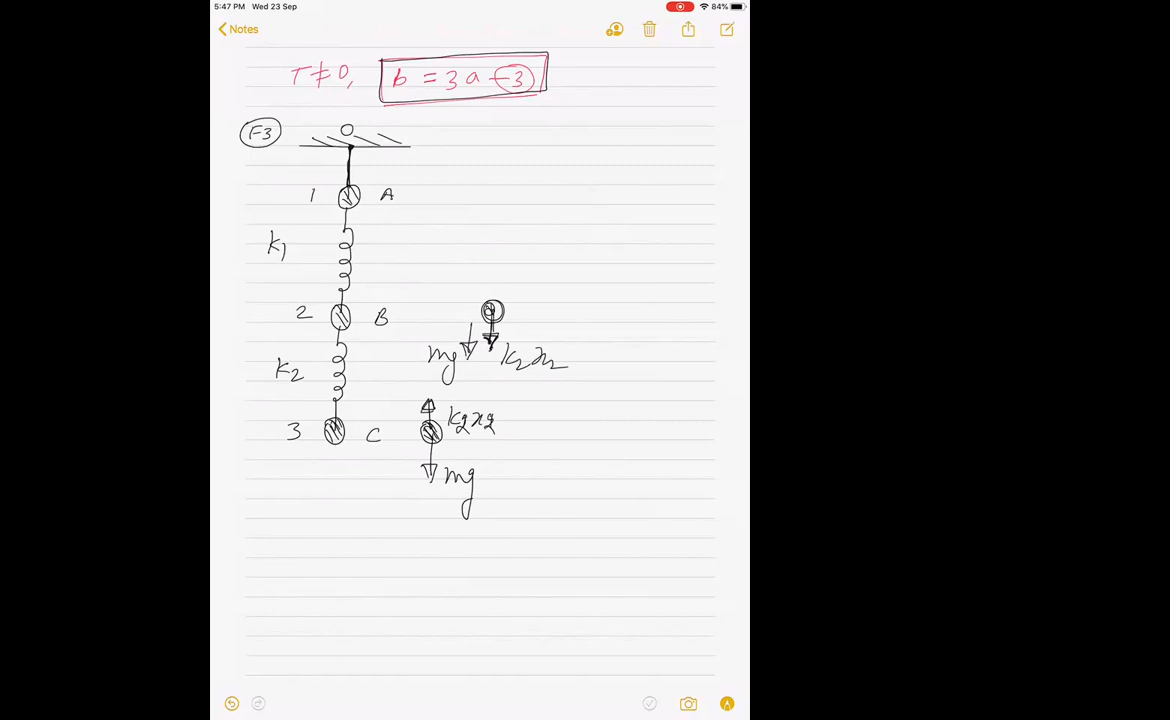 5:47 PM Wed 23 Sep 84%
Notes
T ≠ 0, b = 3a - 3
F3
O
1 A
k₁
2 B
mg k₂x₂
k₂
k₂x₂
3 C
mg